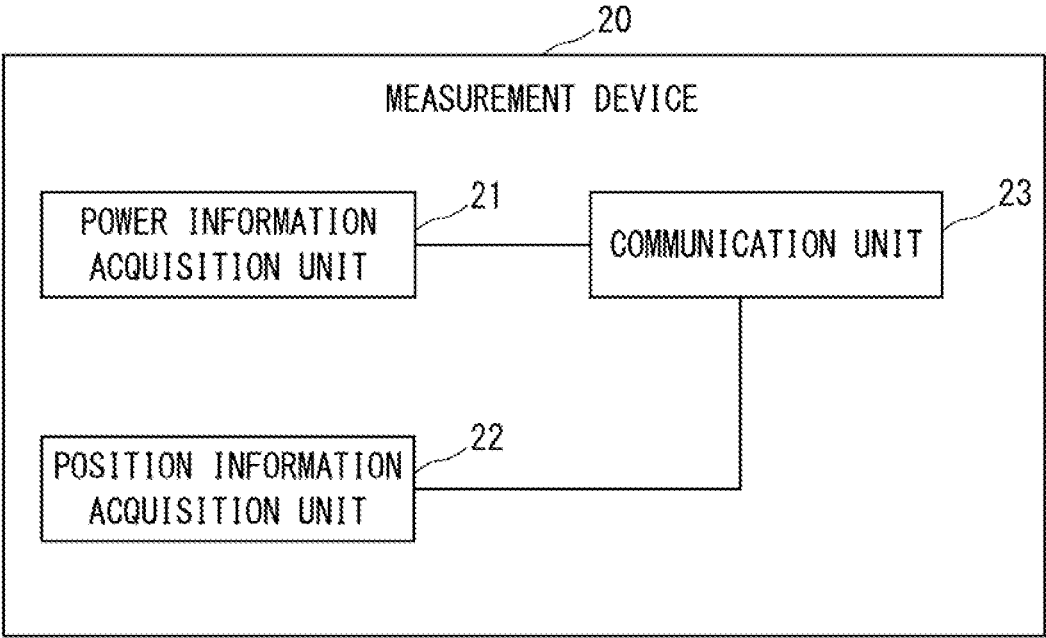 20
MEASUREMENT DEVICE
21
POWER INFORMATION
ACQUISITION UNIT
23
COMMUNICATION UNIT
22
POSITION INFORMATION
ACQUISITION UNIT